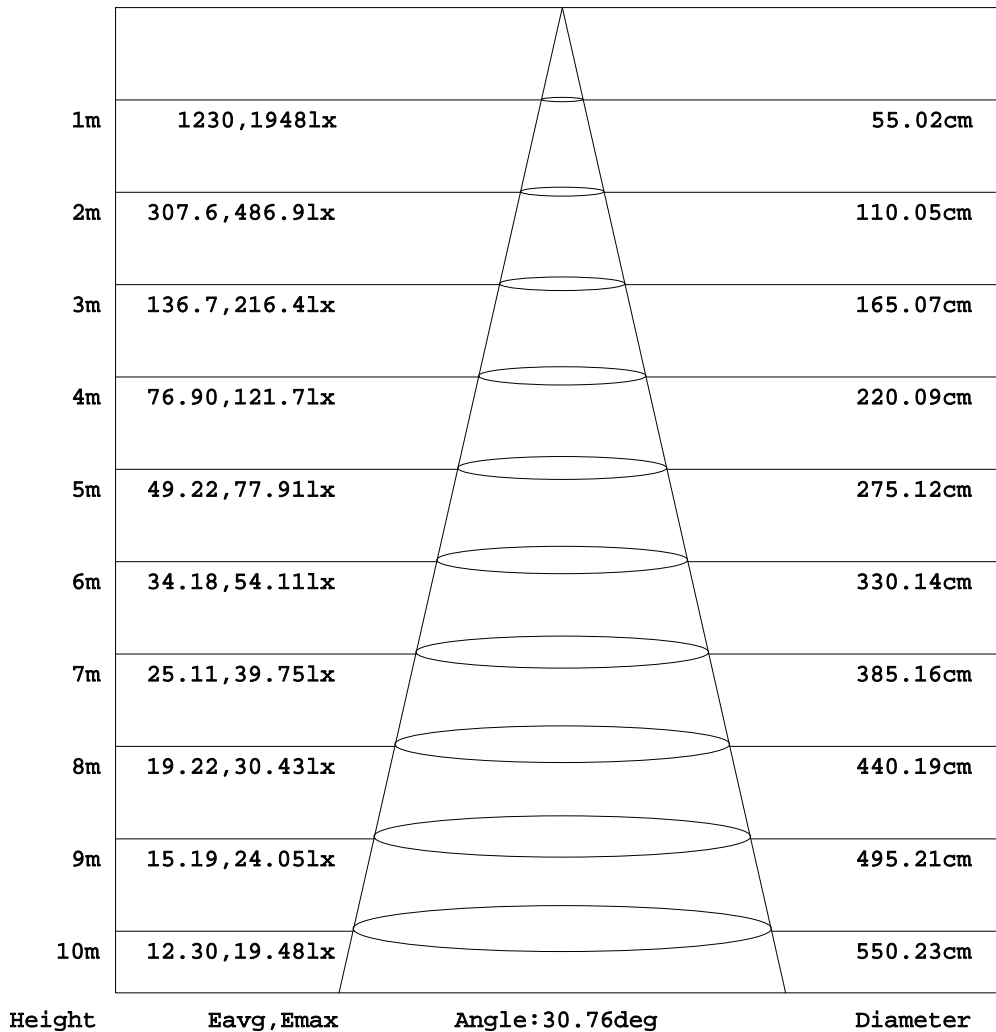 1m 1230,1948lx 55.02cm
2m 307.6,486.9lx 110.05cm
3m 136.7,216.4lx 165.07cm
4m 76.90,121.7lx 220.09cm
5m 49.22,77.91lx 275.12cm
6m 34.18,54.11lx 330.14cm
7m 25.11,39.75lx 385.16cm
8m 19.22,30.43lx 440.19cm
9m 15.19,24.05lx 495.21cm
10m 12.30,19.48lx 550.23cm
Height Eavg,Emax Angle:30.76deg Diameter